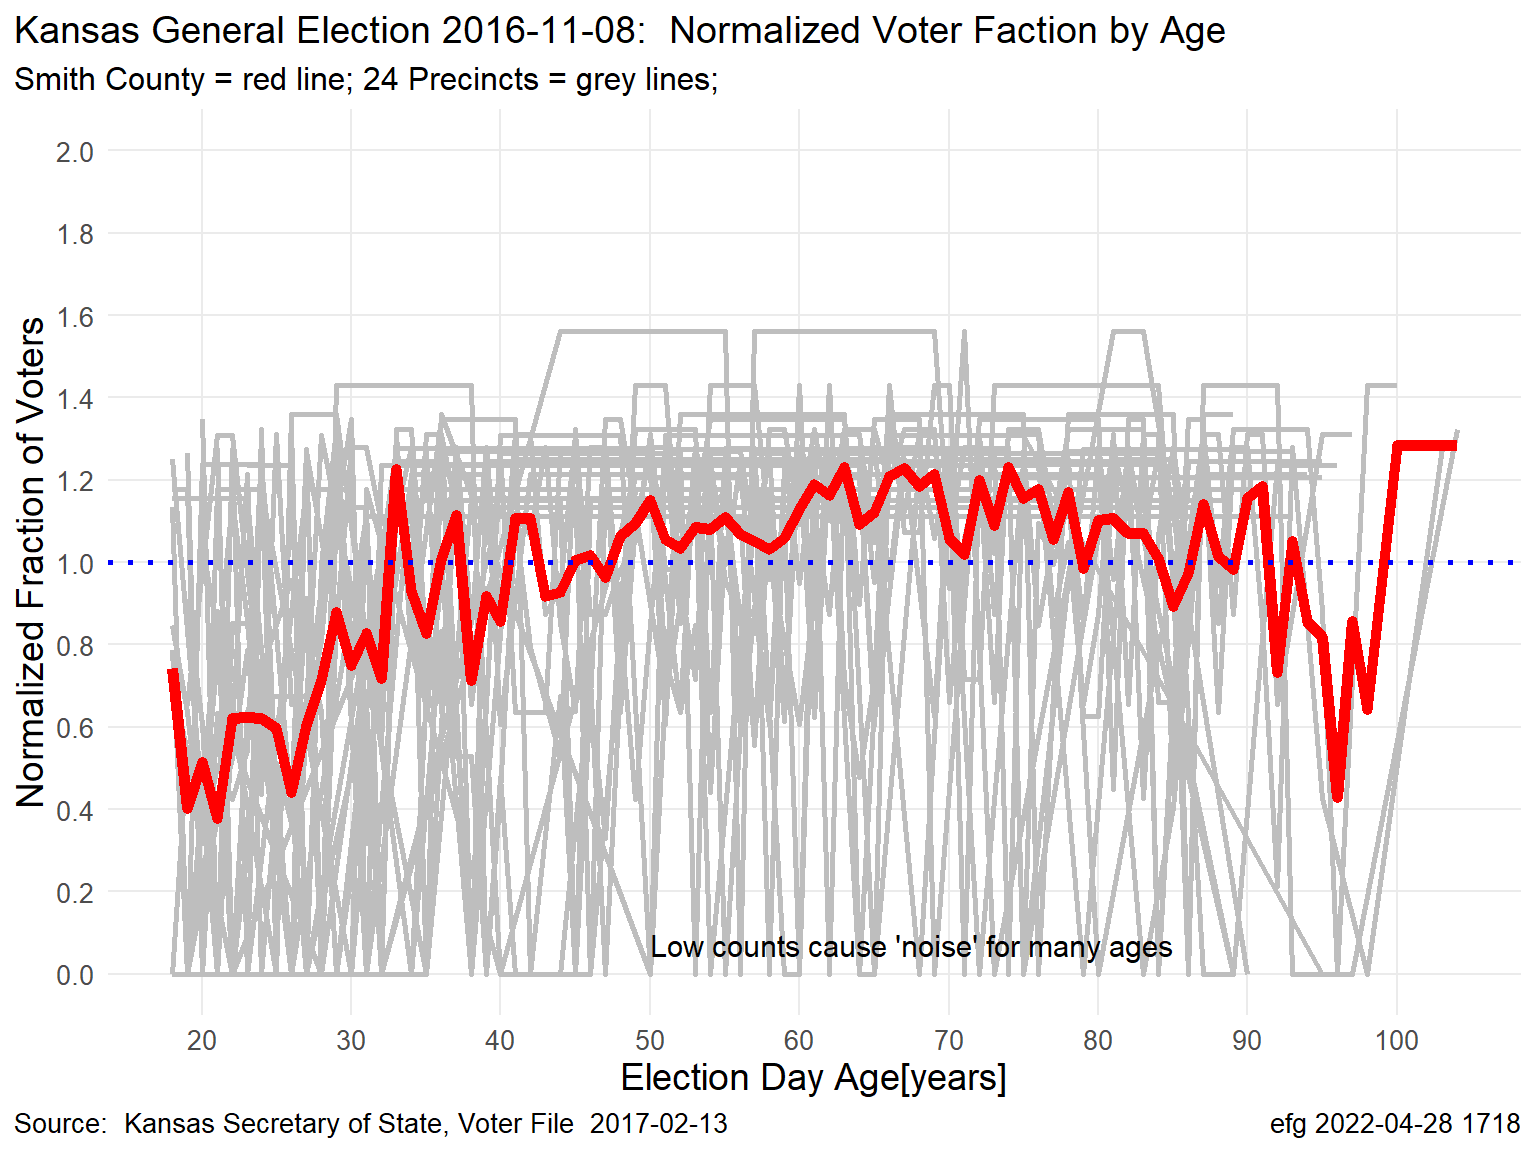 Kansas General Election 2016-11-08:  Normalized Voter Faction by Age
Smith County = red line; 24 Precincts = grey lines;
Normalized Fraction of Voters
2.0
1.8
1.6
1.4
1.2
1.0
0.8
0.6
0.4
0.2
0.0
Low counts cause 'noise' for many ages
20 30 40 50 60 70 80 90 100
Election Day Age[years]
Source:  Kansas Secretary of State, Voter File  2017-02-13
efg 2022-04-28 1718